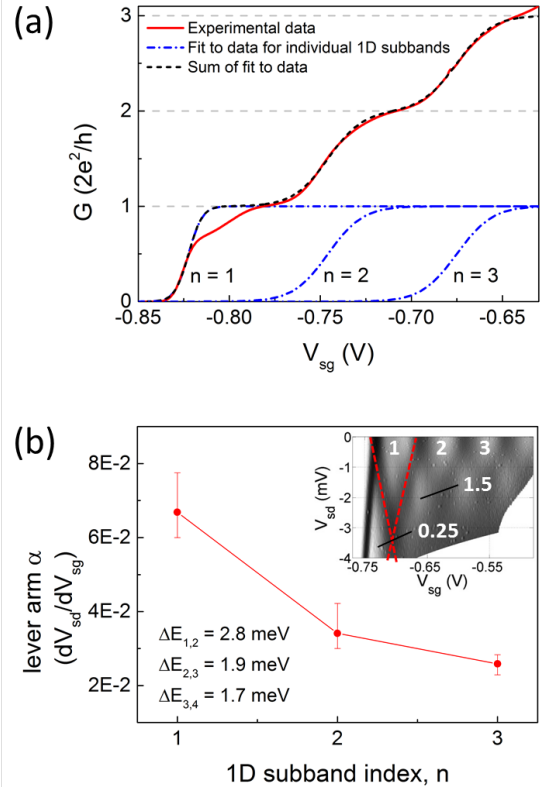 (a)
Experimental data
Fit to data for individual 1D subbands
Sum of fit to data
3
2
1
0
G (2e²/h)
n = 1
n = 2
n = 3
-0.85
-0.80
-0.75
-0.70
-0.65
V_sg (V)
(b)
8E-2
6E-2
4E-2
2E-2
lever arm α
(dV_sd/dV_sg)
0
-1
-2
-3
-4
V_sd (mV)
1
2
3
1.5
0.25
-0.75
-0.65
-0.55
V_sg (V)
ΔE_1,2 = 2.8 meV
ΔE_2,3 = 1.9 meV
ΔE_3,4 = 1.7 meV
1
2
3
1D subband index, n